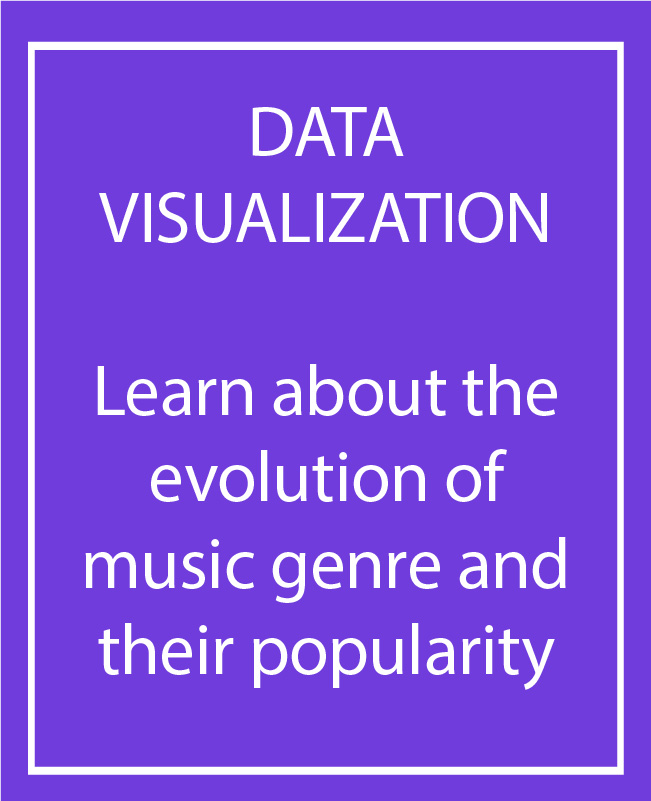 DATA
VISUALIZATION
Learn about the
evolution of
music genre and
their popularity